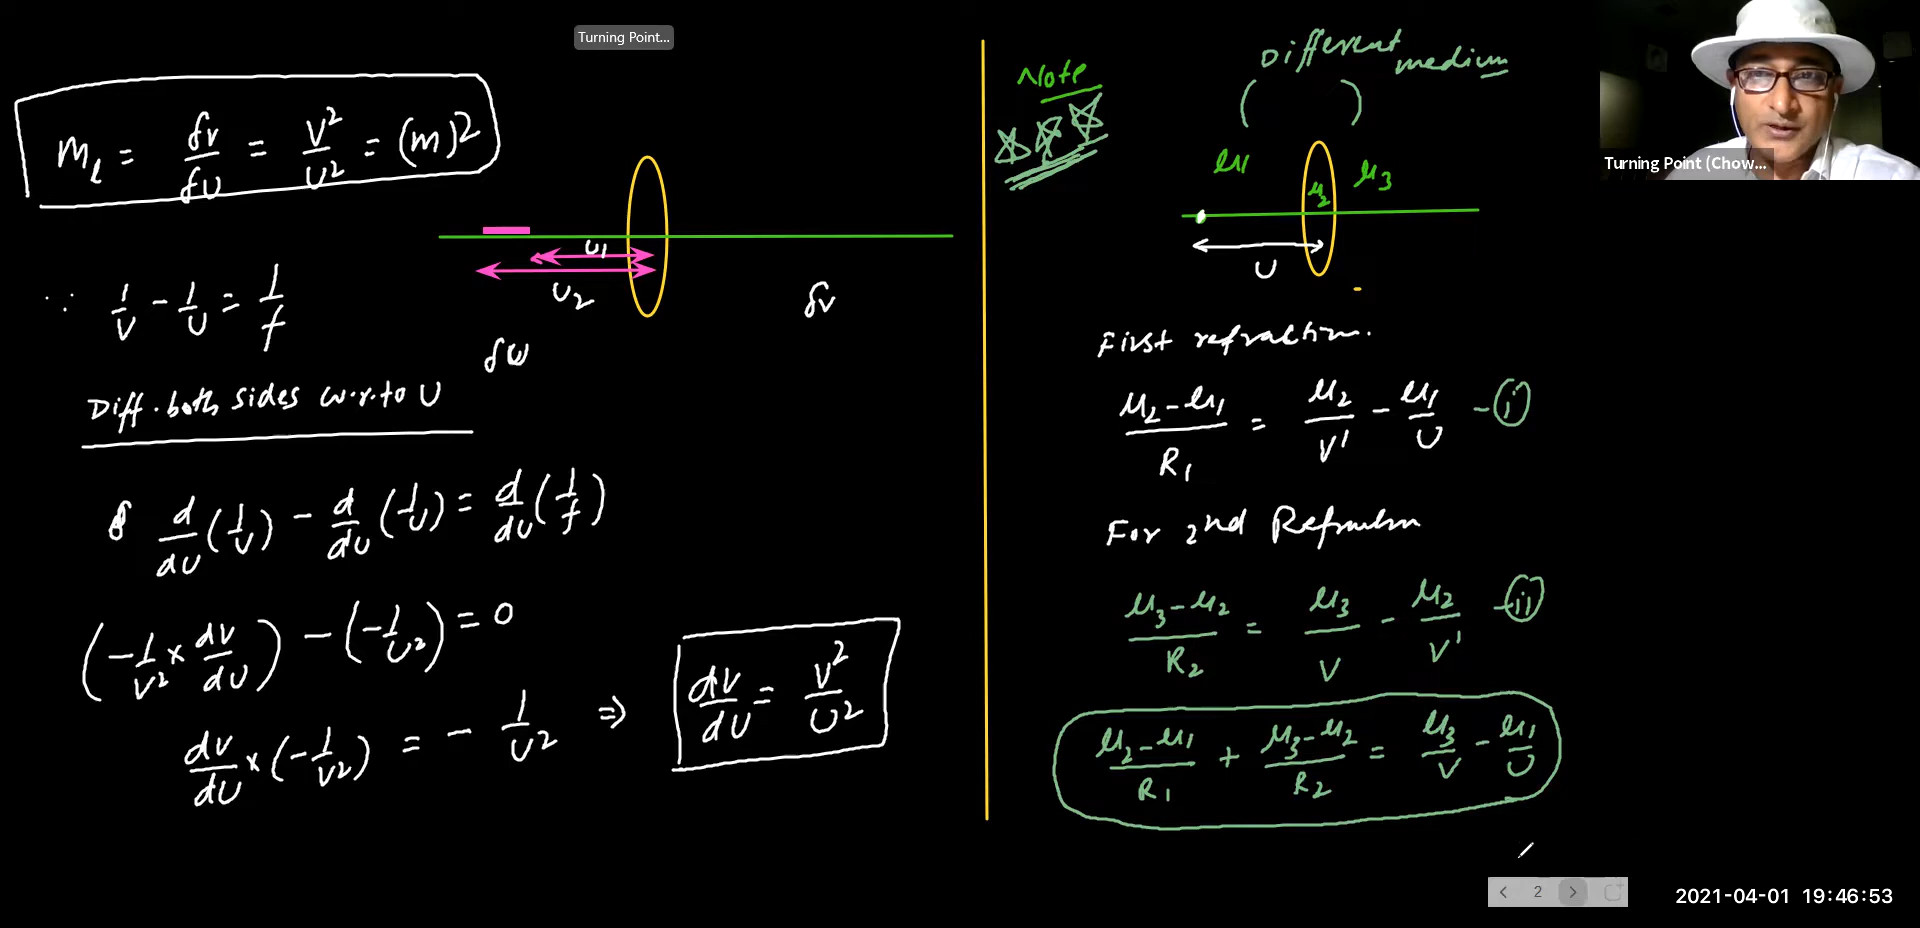 Turning Point...
m_l = δv/δu = v²/u² = (m)²
u₁
u₂
δv
δω
∵ 1/v - 1/u = 1/f
Diff. both sides w.r.to u
d/du (1/v) - d/du (1/u) = d/du (1/f)
(-1/v² × dv/du) - (-1/u²) = 0
dv/du × (-1/v²) = - 1/u² ⇒ dv/du = v²/u²
Note
Different medium
μ₁ μ₂ μ₃
u
First refraction.
(μ₂-μ₁)/R₁ = μ₂/v' - μ₁/u - (i)
For 2nd Refraction
(μ₃-μ₂)/R₂ = μ₃/v - μ₂/v' - (ii)
(μ₂-μ₁)/R₁ + (μ₃-μ₂)/R₂ = μ₃/v - μ₁/u
Turning Point (Chow...
2
2021-04-01 19:46:53